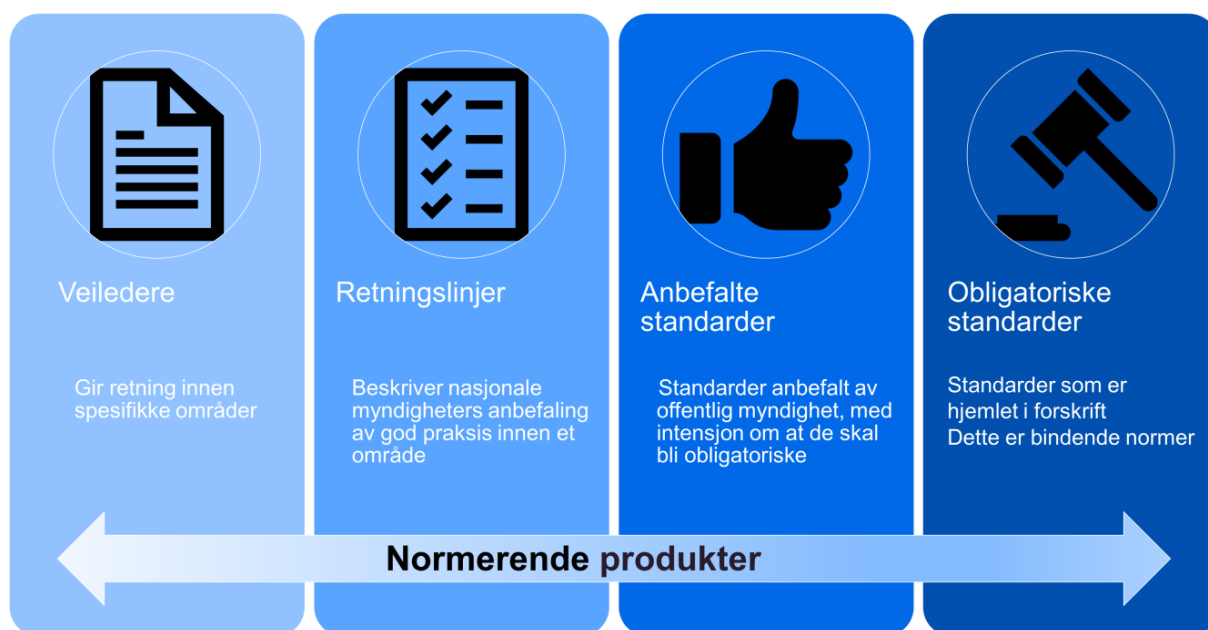 Veiledere
Gir retning innen
spesifikke områder
Retningslinjer
Beskriver nasjonale
myndigheters anbefaling
av god praksis innen et
område
Anbefalte
standarder
Standarder anbefalt av
offentlig myndighet, med
intensjon om at de skal
bli obligatoriske
Obligatoriske
standarder
Standarder som er
hjemlet i forskrift
Dette er bindende normer
Normerende produkter